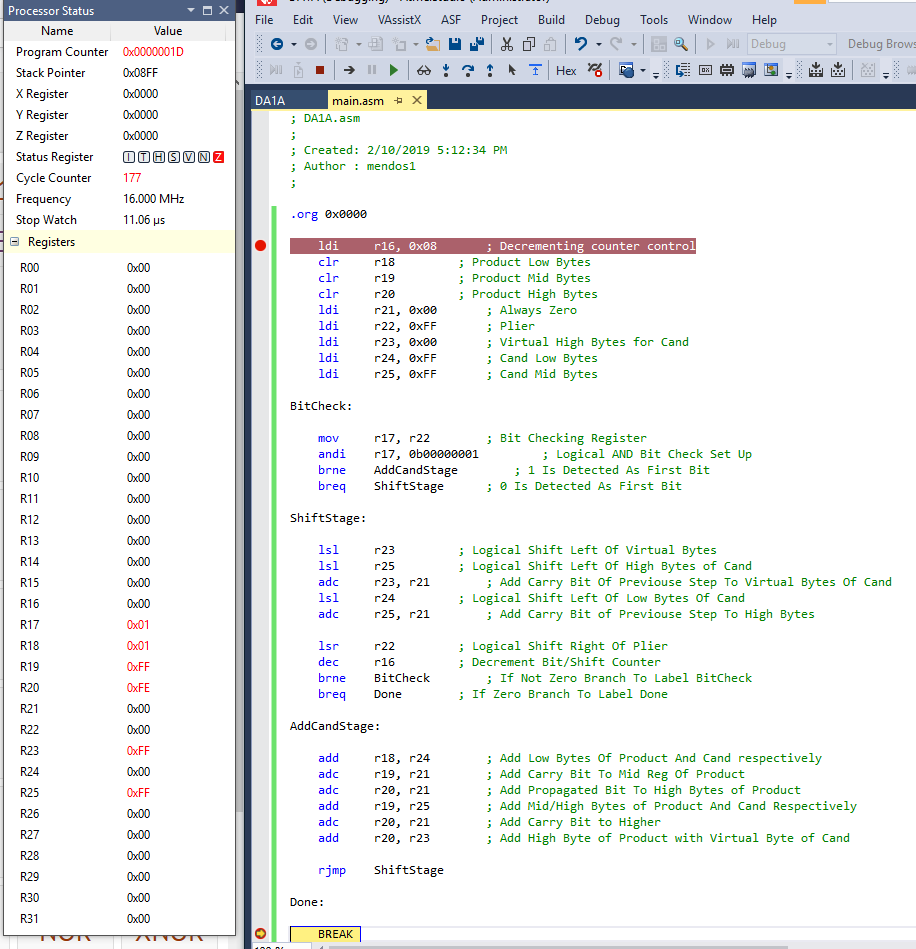 Processor Status
Name Value
Program Counter 0x0000001D
Stack Pointer 0x08FF
X Register 0x0000
Y Register 0x0000
Z Register 0x0000
Status Register I T H S V N Z
Cycle Counter 177
Frequency 16.000 MHz
Stop Watch 11.06 µs
Registers
R00 0x00
R01 0x00
R02 0x00
R03 0x00
R04 0x00
R05 0x00
R06 0x00
R07 0x00
R08 0x00
R09 0x00
R10 0x00
R11 0x00
R12 0x00
R13 0x00
R14 0x00
R15 0x00
R16 0x00
R17 0x01
R18 0x01
R19 0xFF
R20 0xFE
R21 0x00
R22 0x00
R23 0xFF
R24 0x00
R25 0xFF
R26 0x00
R27 0x00
R28 0x00
R29 0x00
R30 0x00
R31 0x00
File Edit View VAssistX ASF Project Build Debug Tools Window Help
Debug Debug Brows
Hex
DA1A main.asm
; DA1A.asm
;
; Created: 2/10/2019 5:12:34 PM
; Author : mendos1
;
.org 0x0000
ldi r16, 0x08 ; Decrementing counter control
clr r18 ; Product Low Bytes
clr r19 ; Product Mid Bytes
clr r20 ; Product High Bytes
ldi r21, 0x00 ; Always Zero
ldi r22, 0xFF ; Plier
ldi r23, 0x00 ; Virtual High Bytes for Cand
ldi r24, 0xFF ; Cand Low Bytes
ldi r25, 0xFF ; Cand Mid Bytes
BitCheck:
mov r17, r22 ; Bit Checking Register
andi r17, 0b00000001 ; Logical AND Bit Check Set Up
brne AddCandStage ; 1 Is Detected As First Bit
breq ShiftStage ; 0 Is Detected As First Bit
ShiftStage:
lsl r23 ; Logical Shift Left Of Virtual Bytes
lsl r25 ; Logical Shift Left Of High Bytes of Cand
adc r23, r21 ; Add Carry Bit Of Previouse Step To Virtual Bytes Of Cand
lsl r24 ; Logical Shift Left Of Low Bytes Of Cand
adc r25, r21 ; Add Carry Bit of Previouse Step To High Bytes
lsr r22 ; Logical Shift Right Of Plier
dec r16 ; Decrement Bit/Shift Counter
brne BitCheck ; If Not Zero Branch To Label BitCheck
breq Done ; If Zero Branch To Label Done
AddCandStage:
add r18, r24 ; Add Low Bytes Of Product And Cand respectively
adc r19, r21 ; Add Carry Bit To Mid Reg Of Product
adc r20, r21 ; Add Propagated Bit To High Bytes of Product
add r19, r25 ; Add Mid/High Bytes of Product And Cand Respectively
adc r20, r21 ; Add Carry Bit to Higher
add r20, r23 ; Add High Byte of Product with Virtual Byte of Cand
rjmp ShiftStage
Done:
BREAK